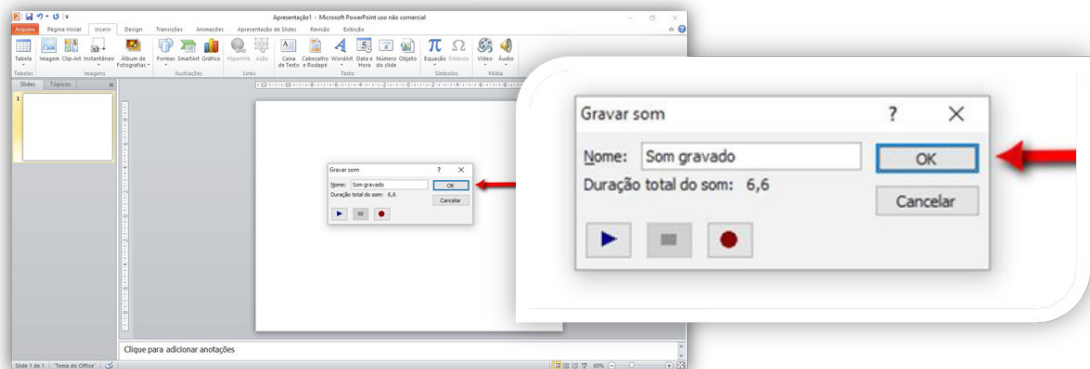 Apresentação1 - Microsoft PowerPoint uso não comercial
Arquivo Página Inicial Inserir Design Transições Animações Apresentação de Slides Revisão Exibição
Tabela Imagem Clip-Art Instantâneo Álbum de Fotografias Formas SmartArt Gráfico Hiperlink Ação Caixa de Texto Cabeçalho e Rodapé WordArt Data e Hora Número do slide Objeto Equação Símbolo Vídeo Áudio
Tabelas Imagens Ilustrações Links Texto Símbolos Mídia
Slides Tópicos
1
Gravar som
Nome: Som gravado
OK
Duração total do som: 6,6
Cancelar
Gravar som ?
Nome: Som gravado
OK
Duração total do som: 6,6
Cancelar
Clique para adicionar anotações
Slide 1 de 1 "Tema do Office" 69%